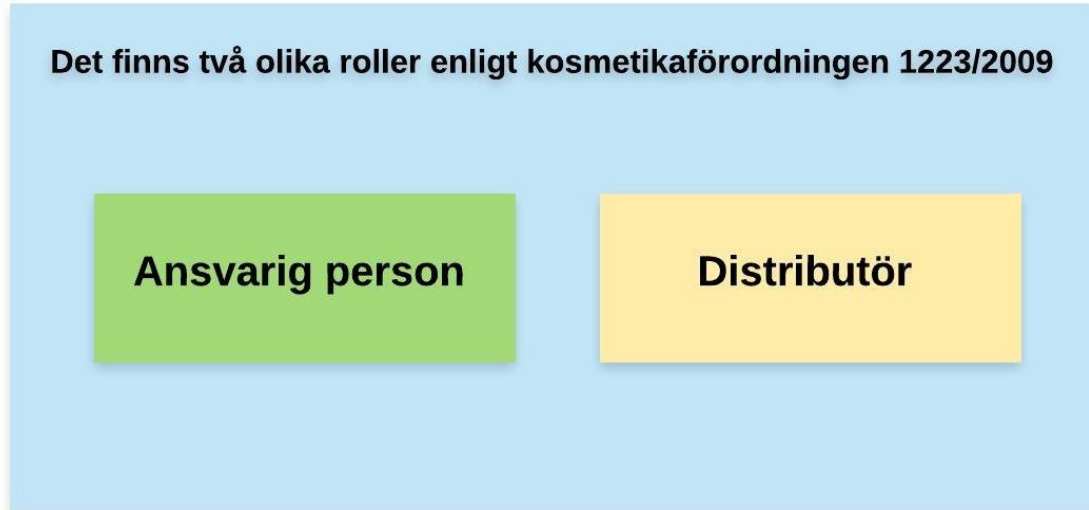 Det finns två olika roller enligt kosmetikaförordningen 1223/2009
Ansvarig person
Distributör